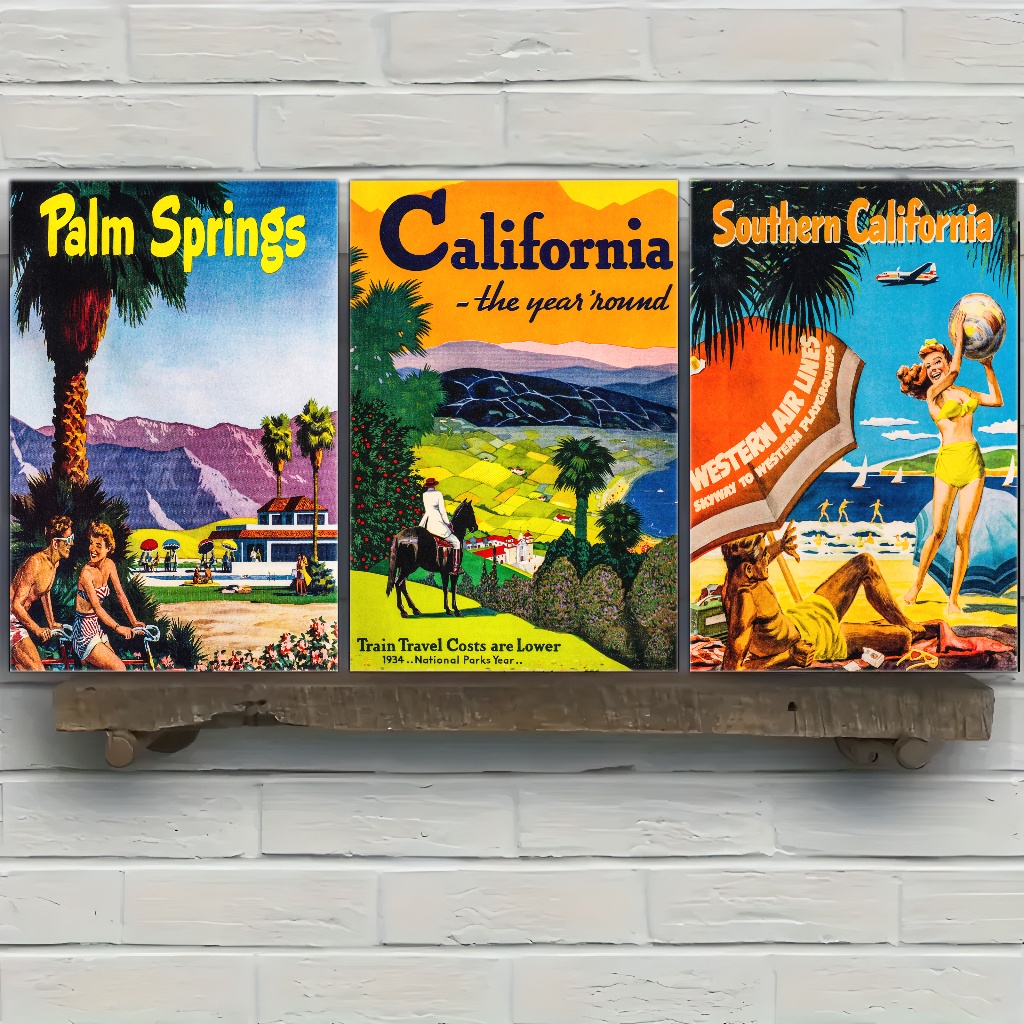 Palm Springs
California
- the year 'round
Train Travel Costs are Lower
1934..National Parks Year..
Southern California
WESTERN AIR LINES
SKYWAY TO WESTERN PLAYGROUNDS